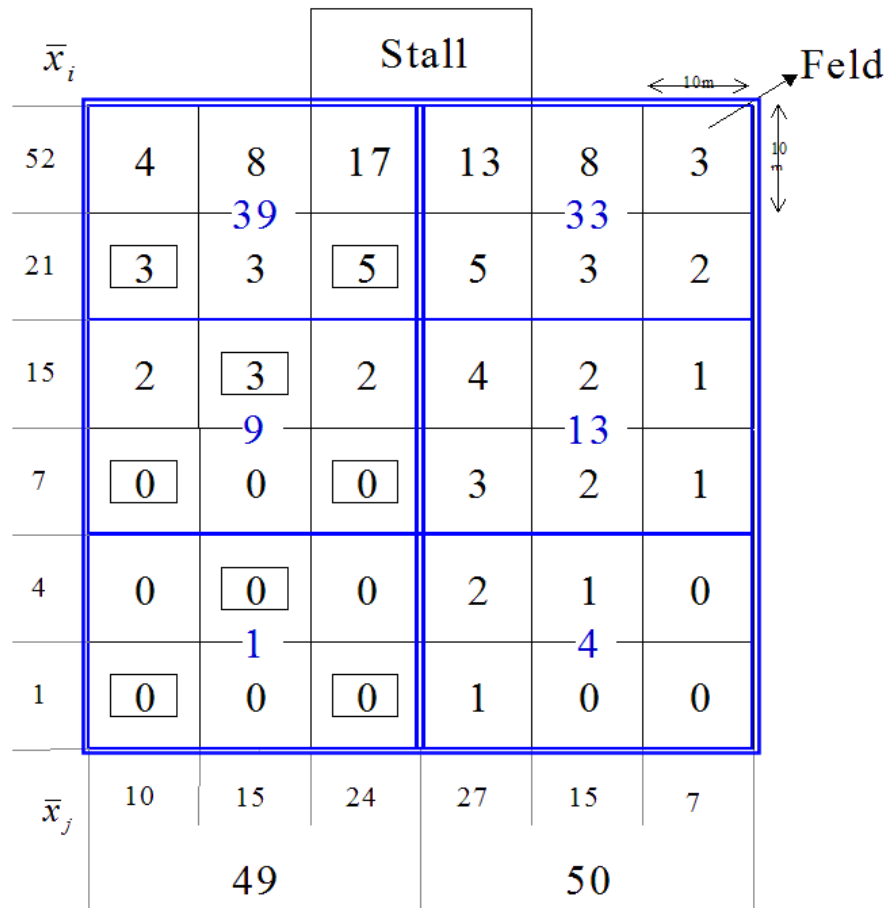 Stall
x̄i
Feld
10m
52 4 8 17 13 8 3
10 m
39 33
21 3 3 5 5 3 2
15 2 3 2 4 2 1
9 13
7 0 0 0 3 2 1
4 0 0 0 2 1 0
1 4
1 0 0 0 1 0 0
x̄j 10 15 24 27 15 7
49 50